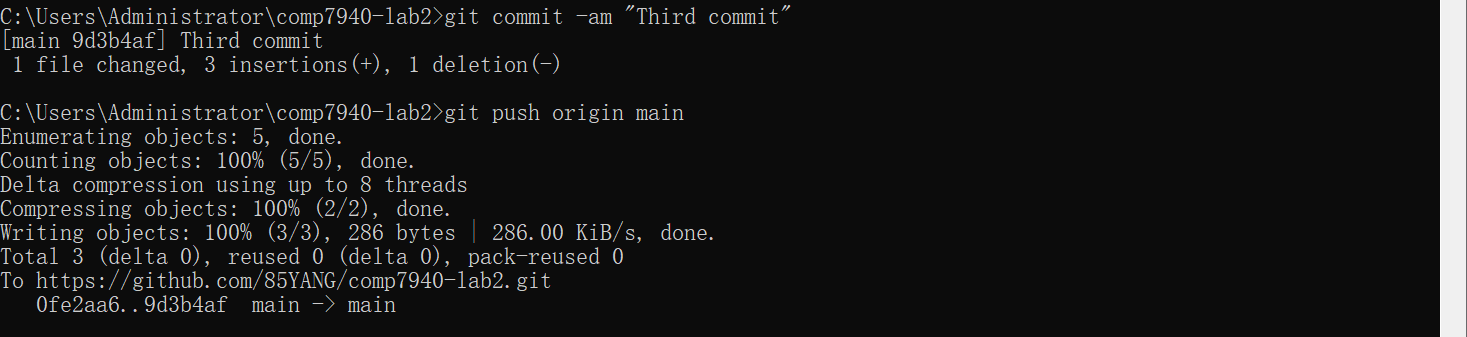 C:\Users\Administrator\comp7940-lab2>git commit -am "Third commit"
[main 9d3b4af] Third commit
 1 file changed, 3 insertions(+), 1 deletion(-)
C:\Users\Administrator\comp7940-lab2>git push origin main
Enumerating objects: 5, done.
Counting objects: 100% (5/5), done.
Delta compression using up to 8 threads
Compressing objects: 100% (2/2), done.
Writing objects: 100% (3/3), 286 bytes | 286.00 KiB/s, done.
Total 3 (delta 0), reused 0 (delta 0), pack-reused 0
To https://github.com/85YANG/comp7940-lab2.git
   0fe2aa6..9d3b4af  main -> main